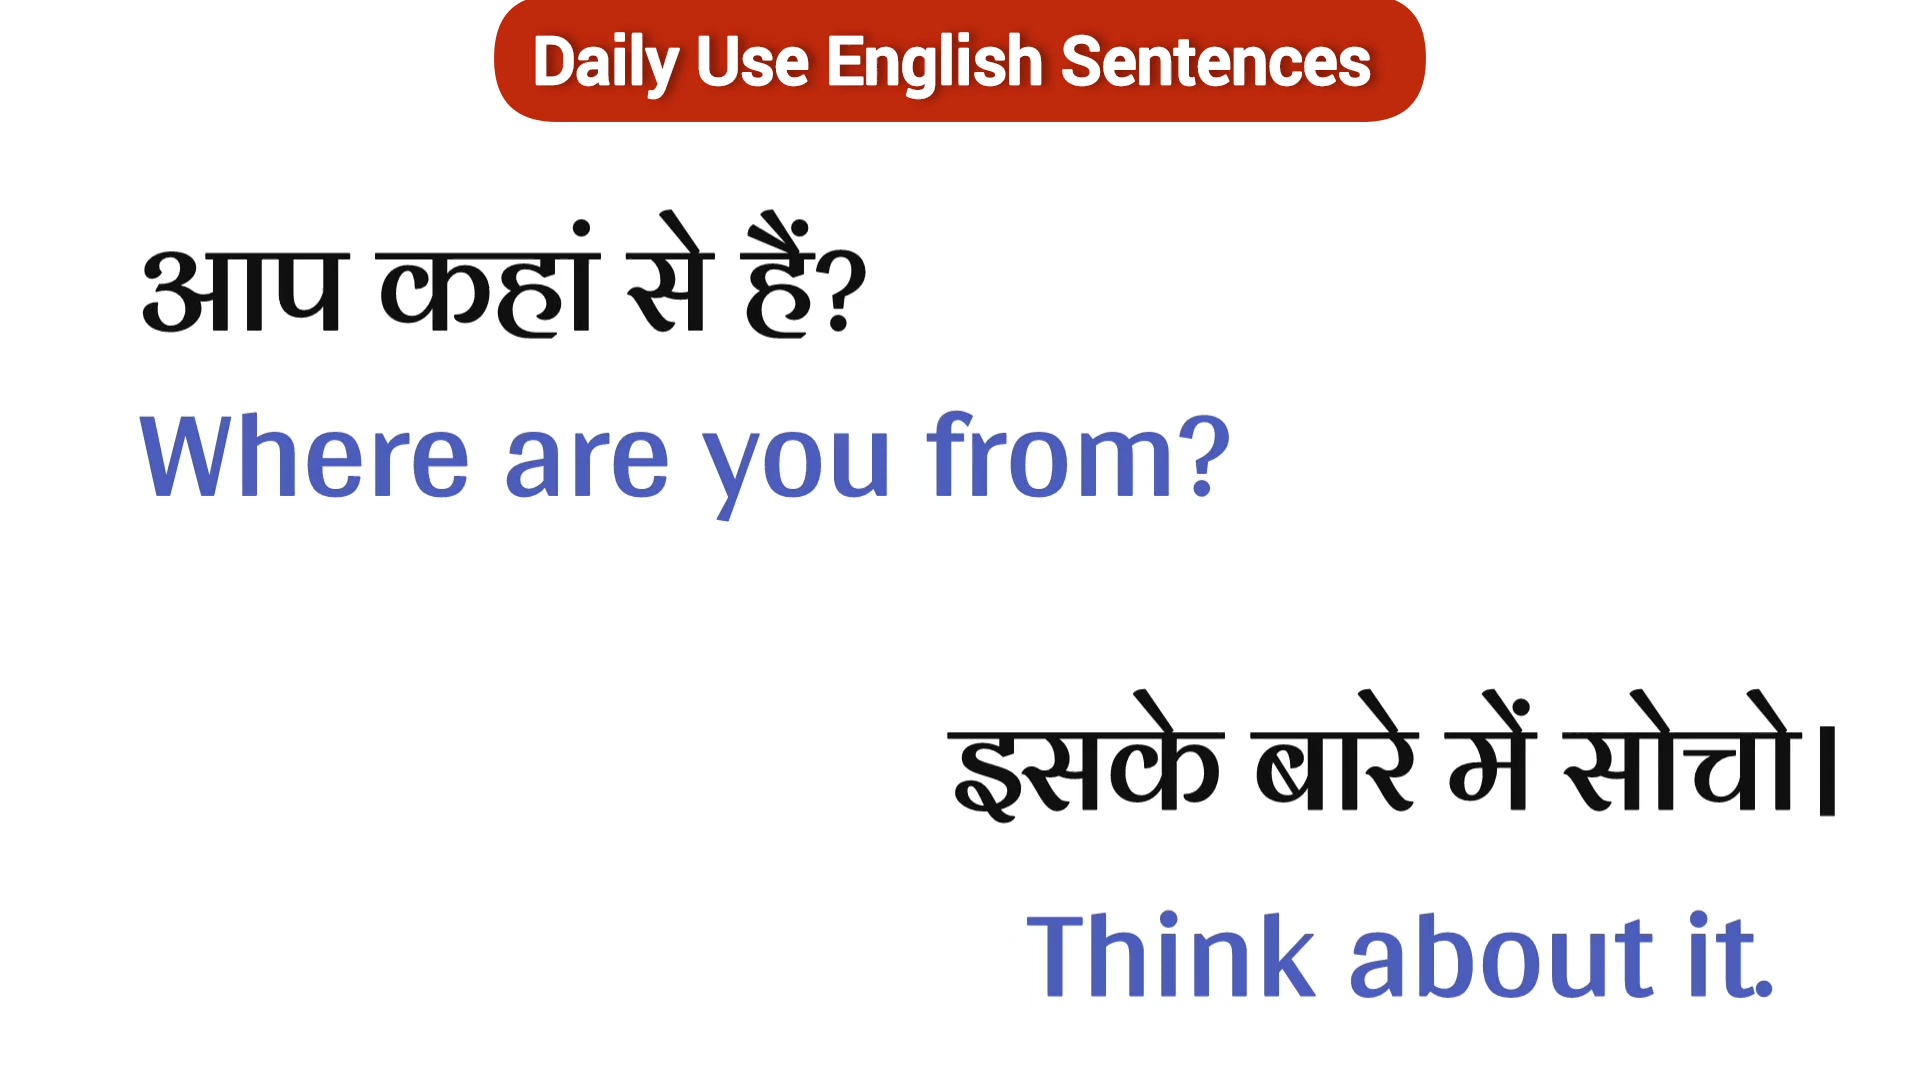 Daily Use English Sentences
आप कहां से हैं?
Where are you from?
इसके बारे में सोचो।
Think about it.